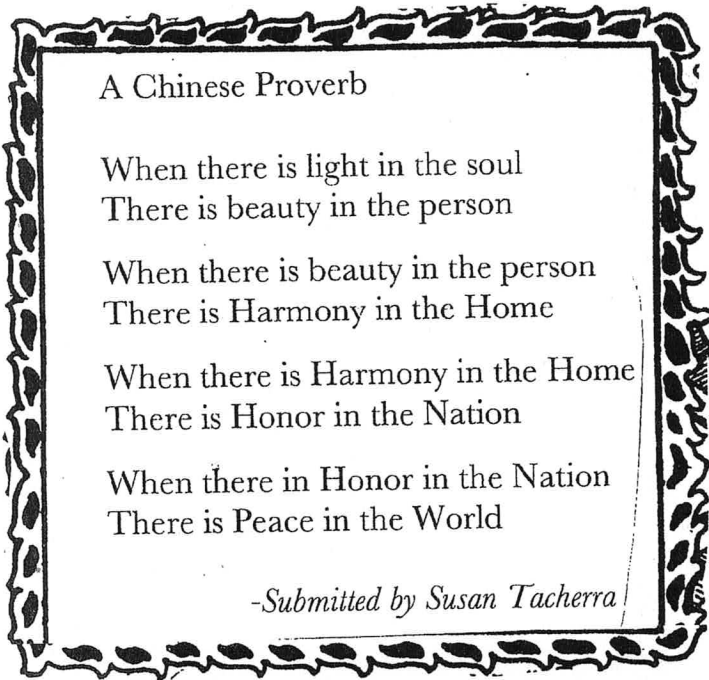 A Chinese Proverb
When there is light in the soul
There is beauty in the person
When there is beauty in the person
There is Harmony in the Home
When there is Harmony in the Home
There is Honor in the Nation
When there in Honor in the Nation
There is Peace in the World
-Submitted by Susan Tacherra